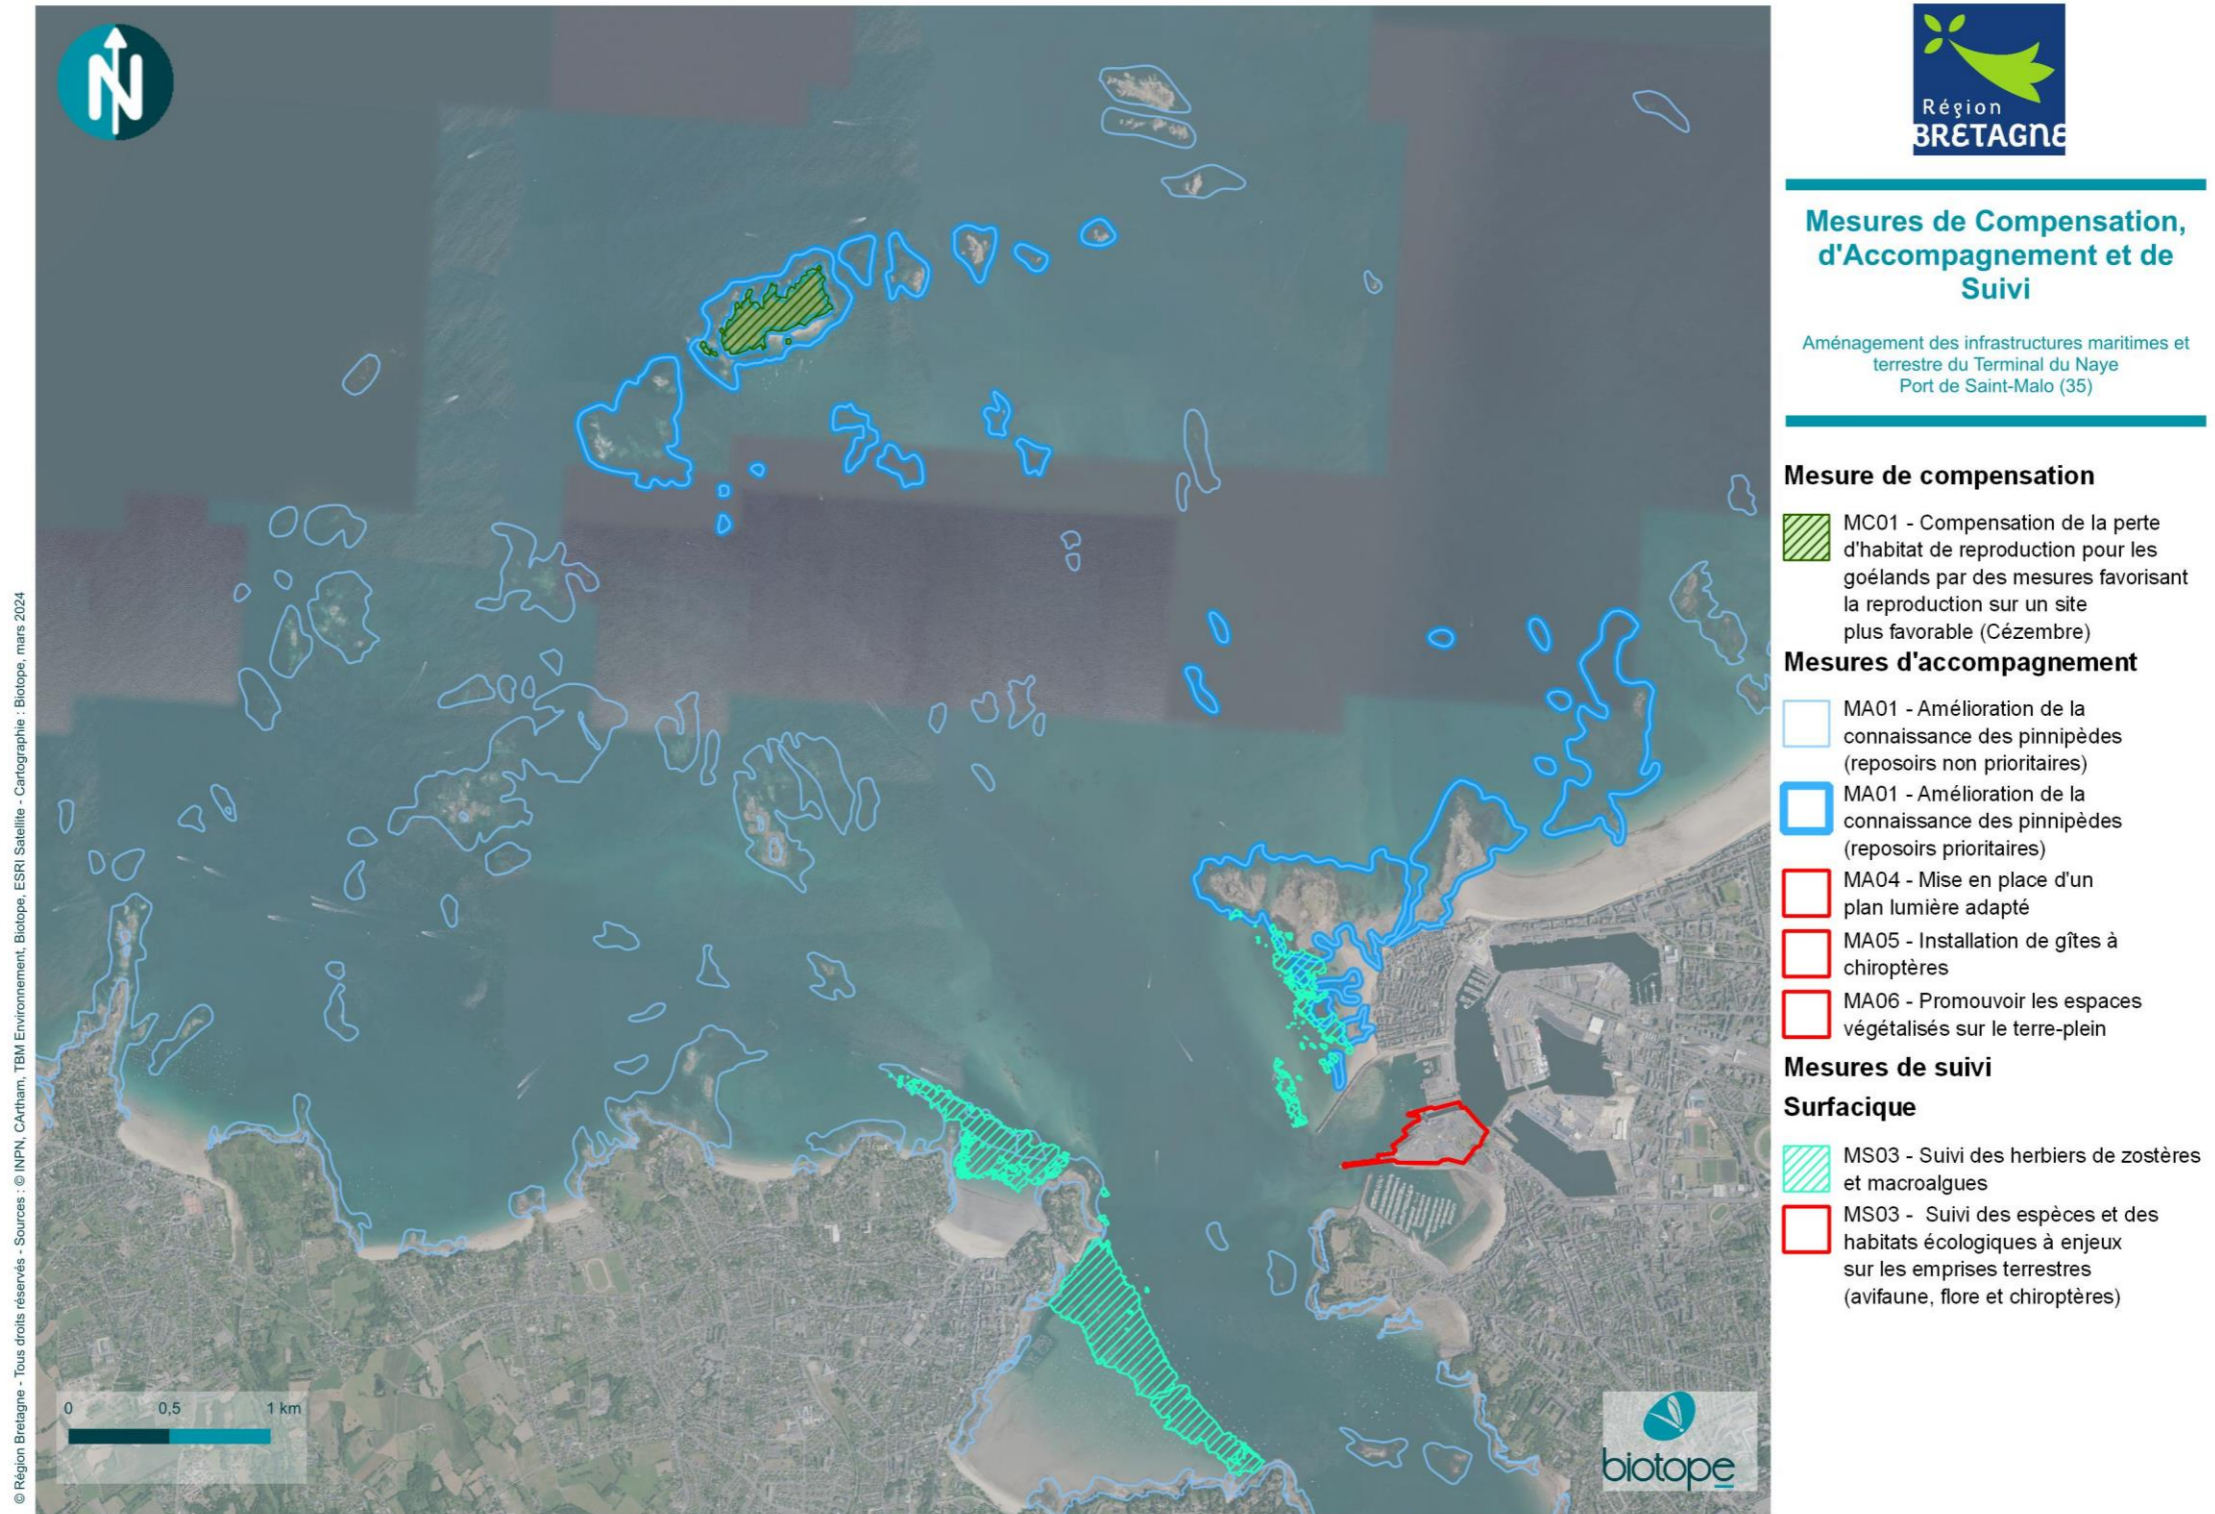 N
Région
BRETAGNE
Mesures de Compensation,
d'Accompagnement et de
Suivi
Aménagement des infrastructures maritimes et
terrestre du Terminal du Naye
Port de Saint-Malo (35)
Mesure de compensation
MC01 - Compensation de la perte
d'habitat de reproduction pour les
goélands par des mesures favorisant
la reproduction sur un site
plus favorable (Cézembre)
Mesures d'accompagnement
MA01 - Amélioration de la
connaissance des pinnipèdes
(reposoirs non prioritaires)
MA01 - Amélioration de la
connaissance des pinnipèdes
(reposoirs prioritaires)
MA04 - Mise en place d'un
plan lumière adapté
MA05 - Installation de gîtes à
chiroptères
MA06 - Promouvoir les espaces
végétalisés sur le terre-plein
Mesures de suivi
Surfacique
MS03 - Suivi des herbiers de zostères
et macroalgues
MS03 - Suivi des espèces et des
habitats écologiques à enjeux
sur les emprises terrestres
(avifaune, flore et chiroptères)
0 0,5 1 km
biotope
© Région Bretagne - Tous droits réservés - Sources : © INPN, CArtham, TBM Environnement, Biotope, ESRI Satellite - Cartographie : Biotope, mars 2024